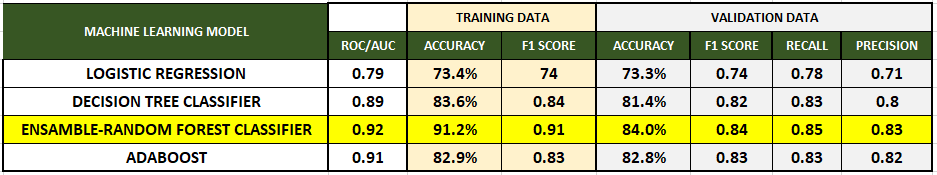 MACHINE LEARNING MODEL TRAINING DATA VALIDATION DATA
ROC/AUC ACCURACY F1 SCORE ACCURACY F1 SCORE RECALL PRECISION
LOGISTIC REGRESSION 0.79 73.4% 74 73.3% 0.74 0.78 0.71
DECISION TREE CLASSIFIER 0.89 83.6% 0.84 81.4% 0.82 0.83 0.8
ENSAMBLE-RANDOM FOREST CLASSIFIER 0.92 91.2% 0.91 84.0% 0.84 0.85 0.83
ADABOOST 0.91 82.9% 0.83 82.8% 0.83 0.83 0.82